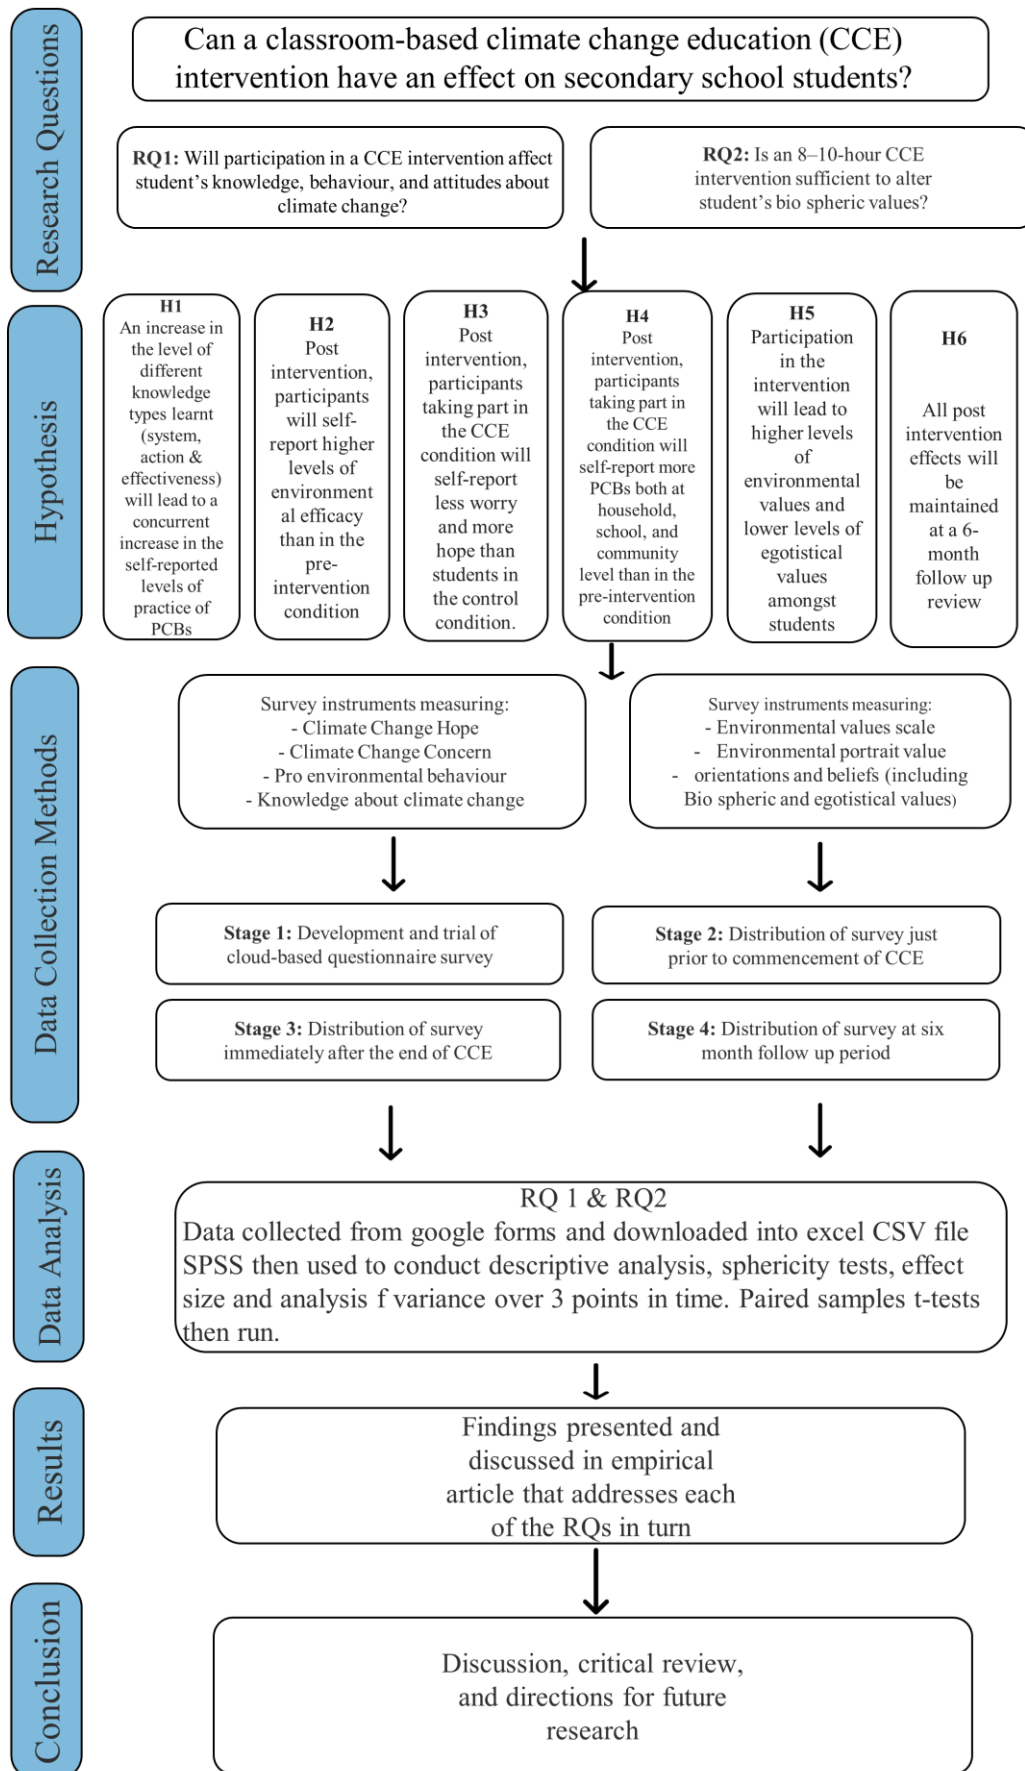 Research Questions
Can a classroom-based climate change education (CCE)
intervention have an effect on secondary school students?
RQ1: Will participation in a CCE intervention affect
student's knowledge, behaviour, and attitudes about
climate change?
RQ2: Is an 8–10-hour CCE
intervention sufficient to alter
student's bio spheric values?
Hypothesis
H1
An increase in
the level of
different
knowledge
types learnt
(system,
action &
effectiveness)
will lead to a
concurrent
increase in the
self-reported
levels of
practice of
PCBs
H2
Post
intervention,
participants
will self-
report higher
levels of
environment
al efficacy
than in the
pre-
intervention
condition
H3
Post
intervention,
participants
taking part in
the CCE
condition will
self-report
less worry
and more
hope than
students in
the control
condition.
H4
Post
intervention,
participants
taking part in
the CCE
condition will
self-report more
PCBs both at
household,
school, and
community
level than in the
pre-intervention
condition
H5
Participation
in the
intervention
will lead to
higher levels
of
environmental
values and
lower levels of
egotistical
values
amongst
students
H6
All post
intervention
effects will
be
maintained
at a 6-
month
follow up
review
Data Collection Methods
Survey instruments measuring:
- Climate Change Hope
- Climate Change Concern
- Pro environmental behaviour
- Knowledge about climate change
Survey instruments measuring:
- Environmental values scale
- Environmental portrait value
- orientations and beliefs (including
Bio spheric and egotistical values)
Stage 1: Development and trial of
cloud-based questionnaire survey
Stage 2: Distribution of survey just
prior to commencement of CCE
Stage 3: Distribution of survey
immediately after the end of CCE
Stage 4: Distribution of survey at six
month follow up period
Data Analysis
RQ 1 & RQ2
Data collected from google forms and downloaded into excel CSV file
SPSS then used to conduct descriptive analysis, sphericity tests, effect
size and analysis f variance over 3 points in time. Paired samples t-tests
then run.
Results
Findings presented and
discussed in empirical
article that addresses each
of the RQs in turn
Conclusion
Discussion, critical review,
and directions for future
research